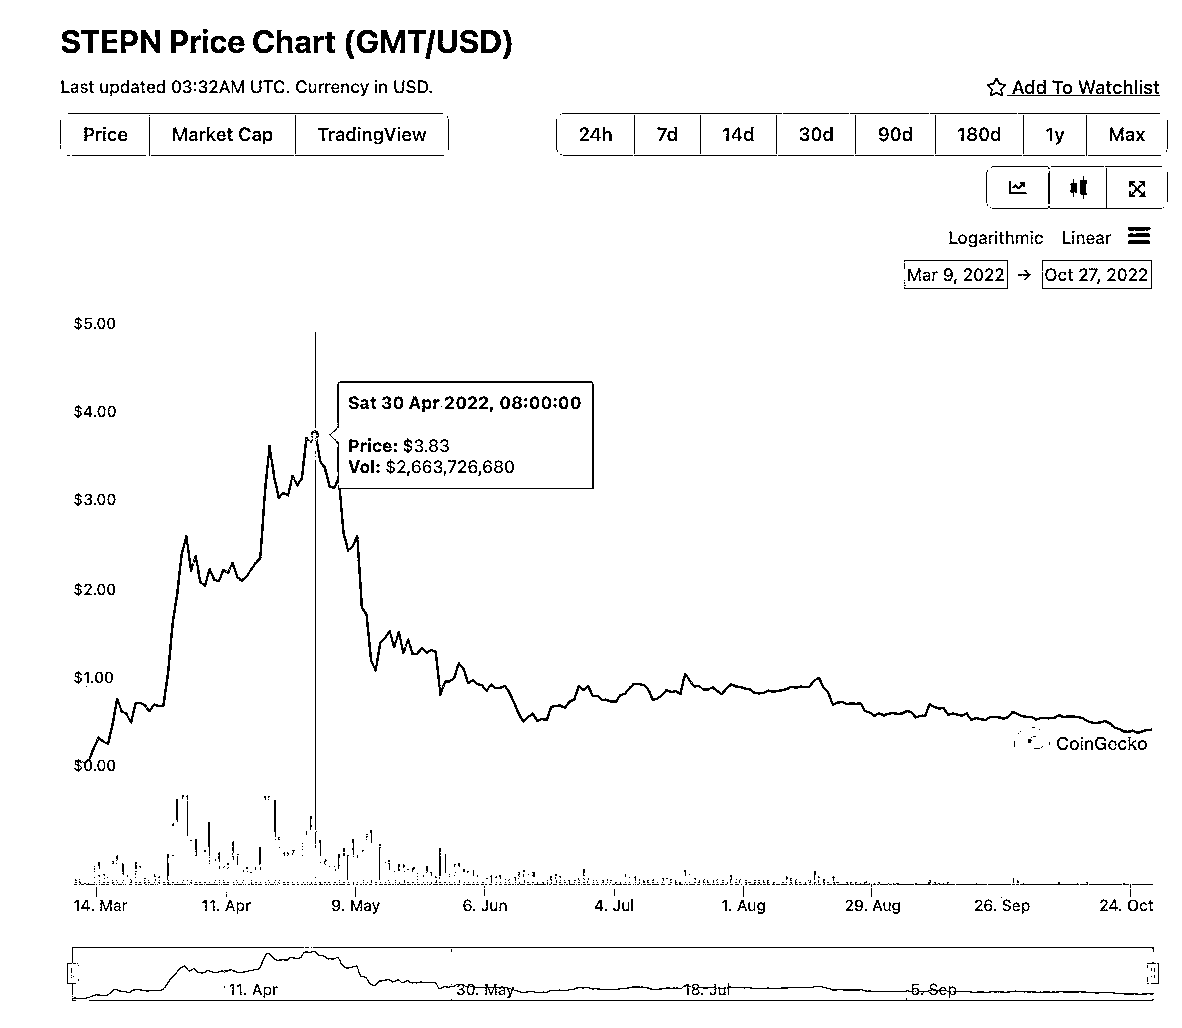 STEPN Price Chart (GMT/USD)
Last updated 03:32AM UTC. Currency in USD.
Add To Watchlist
Price Market Cap TradingView
24h 7d 14d 30d 90d 180d 1y Max
Logarithmic Linear
Mar 9, 2022 → Oct 27, 2022
$5.00
$4.00
$3.00
$2.00
$1.00
$0.00
Sat 30 Apr 2022, 08:00:00
Price: $3.83
Vol: $2,663,726,680
CoinGecko
14. Mar 11. Apr 9. May 6. Jun 4. Jul 1. Aug 29. Aug 26. Sep 24. Oct
11. Apr 30. May 18. Jul 5. Sep